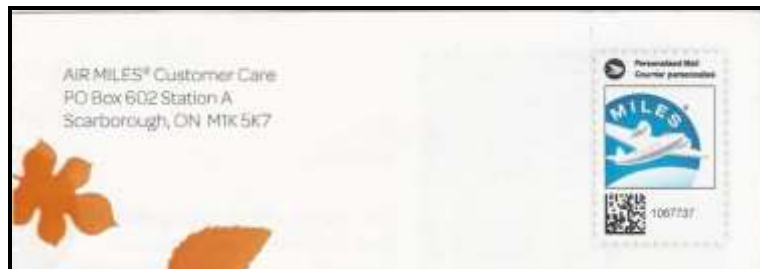 AIR MILES® Customer Care
PO Box 602 Station A
Scarborough, ON M1K 5K7
Personalized Mail
Courrier personnalisé
MILES
1067737